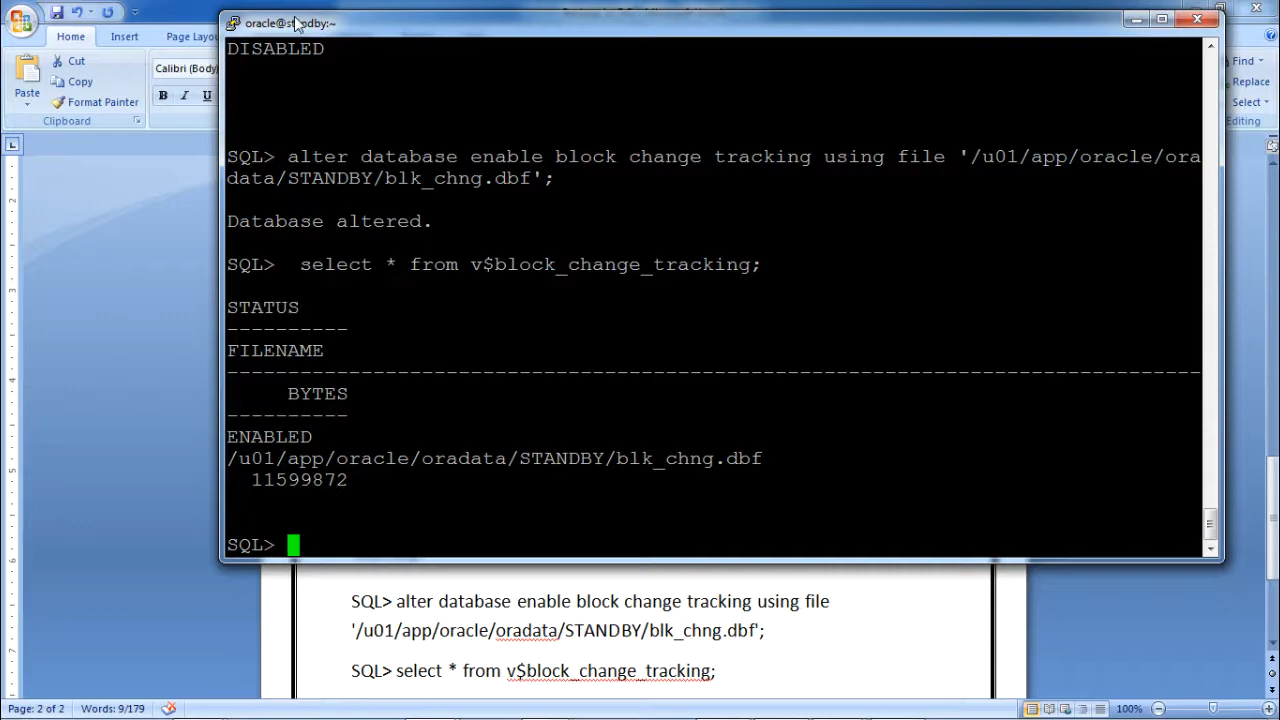 oracle@standby:~
Home Insert Page Layou
Cut
Copy
Format Painter
Paste
Clipboard
Calibri (Body)
B I U
Find
Replace
Select
Editing
DISABLED
SQL> alter database enable block change tracking using file '/u01/app/oracle/ora
data/STANDBY/blk_chng.dbf';
Database altered.
SQL>  select * from v$block_change_tracking;
STATUS
----------
FILENAME
--------------------------------------------------------------------------------
     BYTES
----------
ENABLED
/u01/app/oracle/oradata/STANDBY/blk_chng.dbf
  11599872
SQL>
SQL> alter database enable block change tracking using file
'/u01/app/oracle/oradata/STANDBY/blk_chng.dbf';
SQL> select * from v$block_change_tracking;
Page: 2 of 2 Words: 9/179 100%